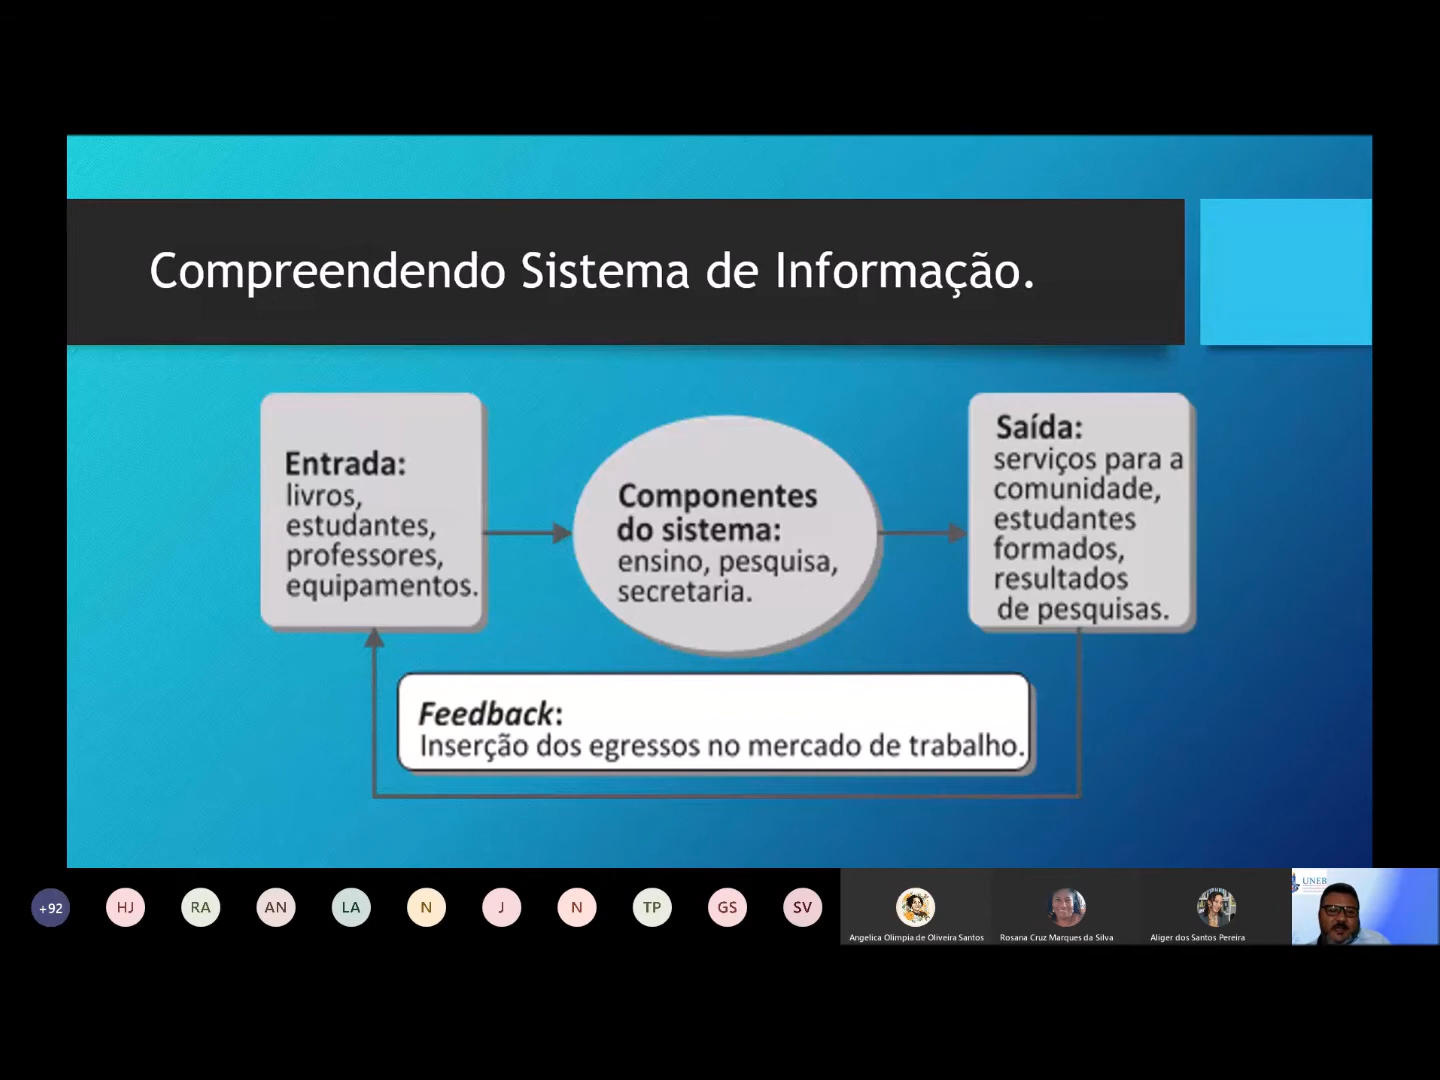 Compreendendo Sistema de Informação.
Entrada:
livros,
estudantes,
professores,
equipamentos.
Componentes
do sistema:
ensino, pesquisa,
secretaria.
Saída:
serviços para a
comunidade,
estudantes
formados,
resultados
de pesquisas.
Feedback:
Inserção dos egressos no mercado de trabalho.
+92
HJ
RA
AN
LA
N
J
N
TP
GS
SV
Angelica Olimpia de Oliveira Santos
Rosana Cruz Marques da Silva
Aliger dos Santos Pereira
UNEB